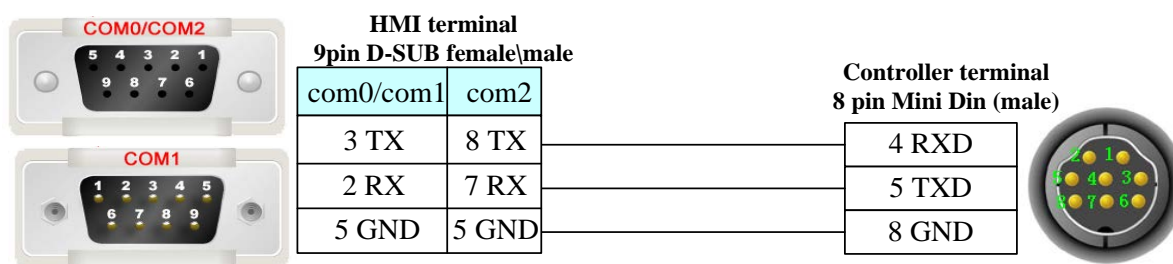 COM0/COM2
5 4 3 2 1
9 8 7 6
COM1
1 2 3 4 5
6 7 8 9
HMI terminal
9pin D-SUB female\male
com0/com1 com2
3 TX 8 TX
2 RX 7 RX
5 GND 5 GND
Controller terminal
8 pin Mini Din (male)
4 RXD
5 TXD
8 GND
2 1
5 4 3
8 7 6